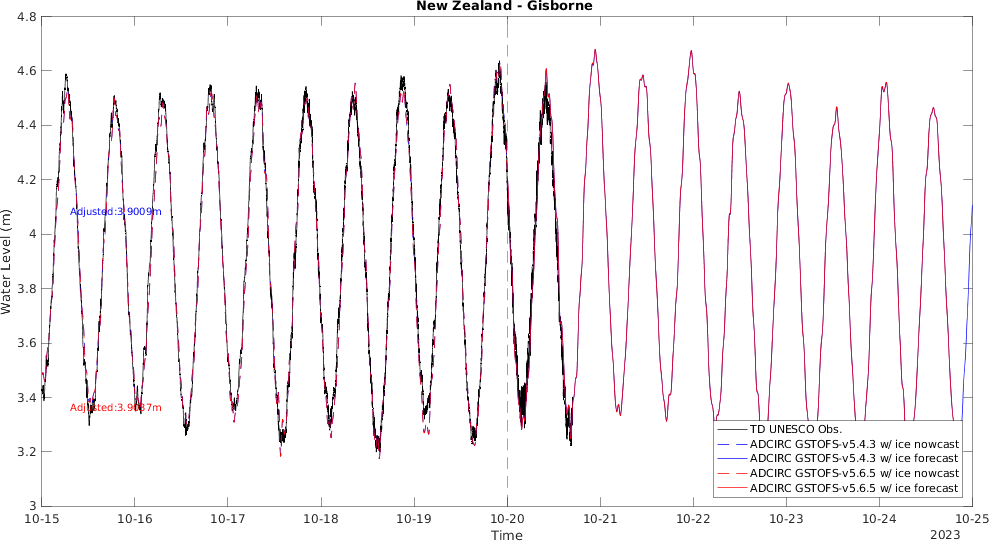 New Zealand - Gisborne
4.8
4.6
4.4
4.2
4
3.8
3.6
3.4
3.2
3
Water Level (m)
Adjusted:3.9009m
Adjusted:3.9037m
TD UNESCO Obs.
ADCIRC GSTOFS-v5.4.3 w/ ice nowcast
ADCIRC GSTOFS-v5.4.3 w/ ice forecast
ADCIRC GSTOFS-v5.6.5 w/ ice nowcast
ADCIRC GSTOFS-v5.6.5 w/ ice forecast
10-15 10-16 10-17 10-18 10-19 10-20 10-21 10-22 10-23 10-24 10-25
Time
2023